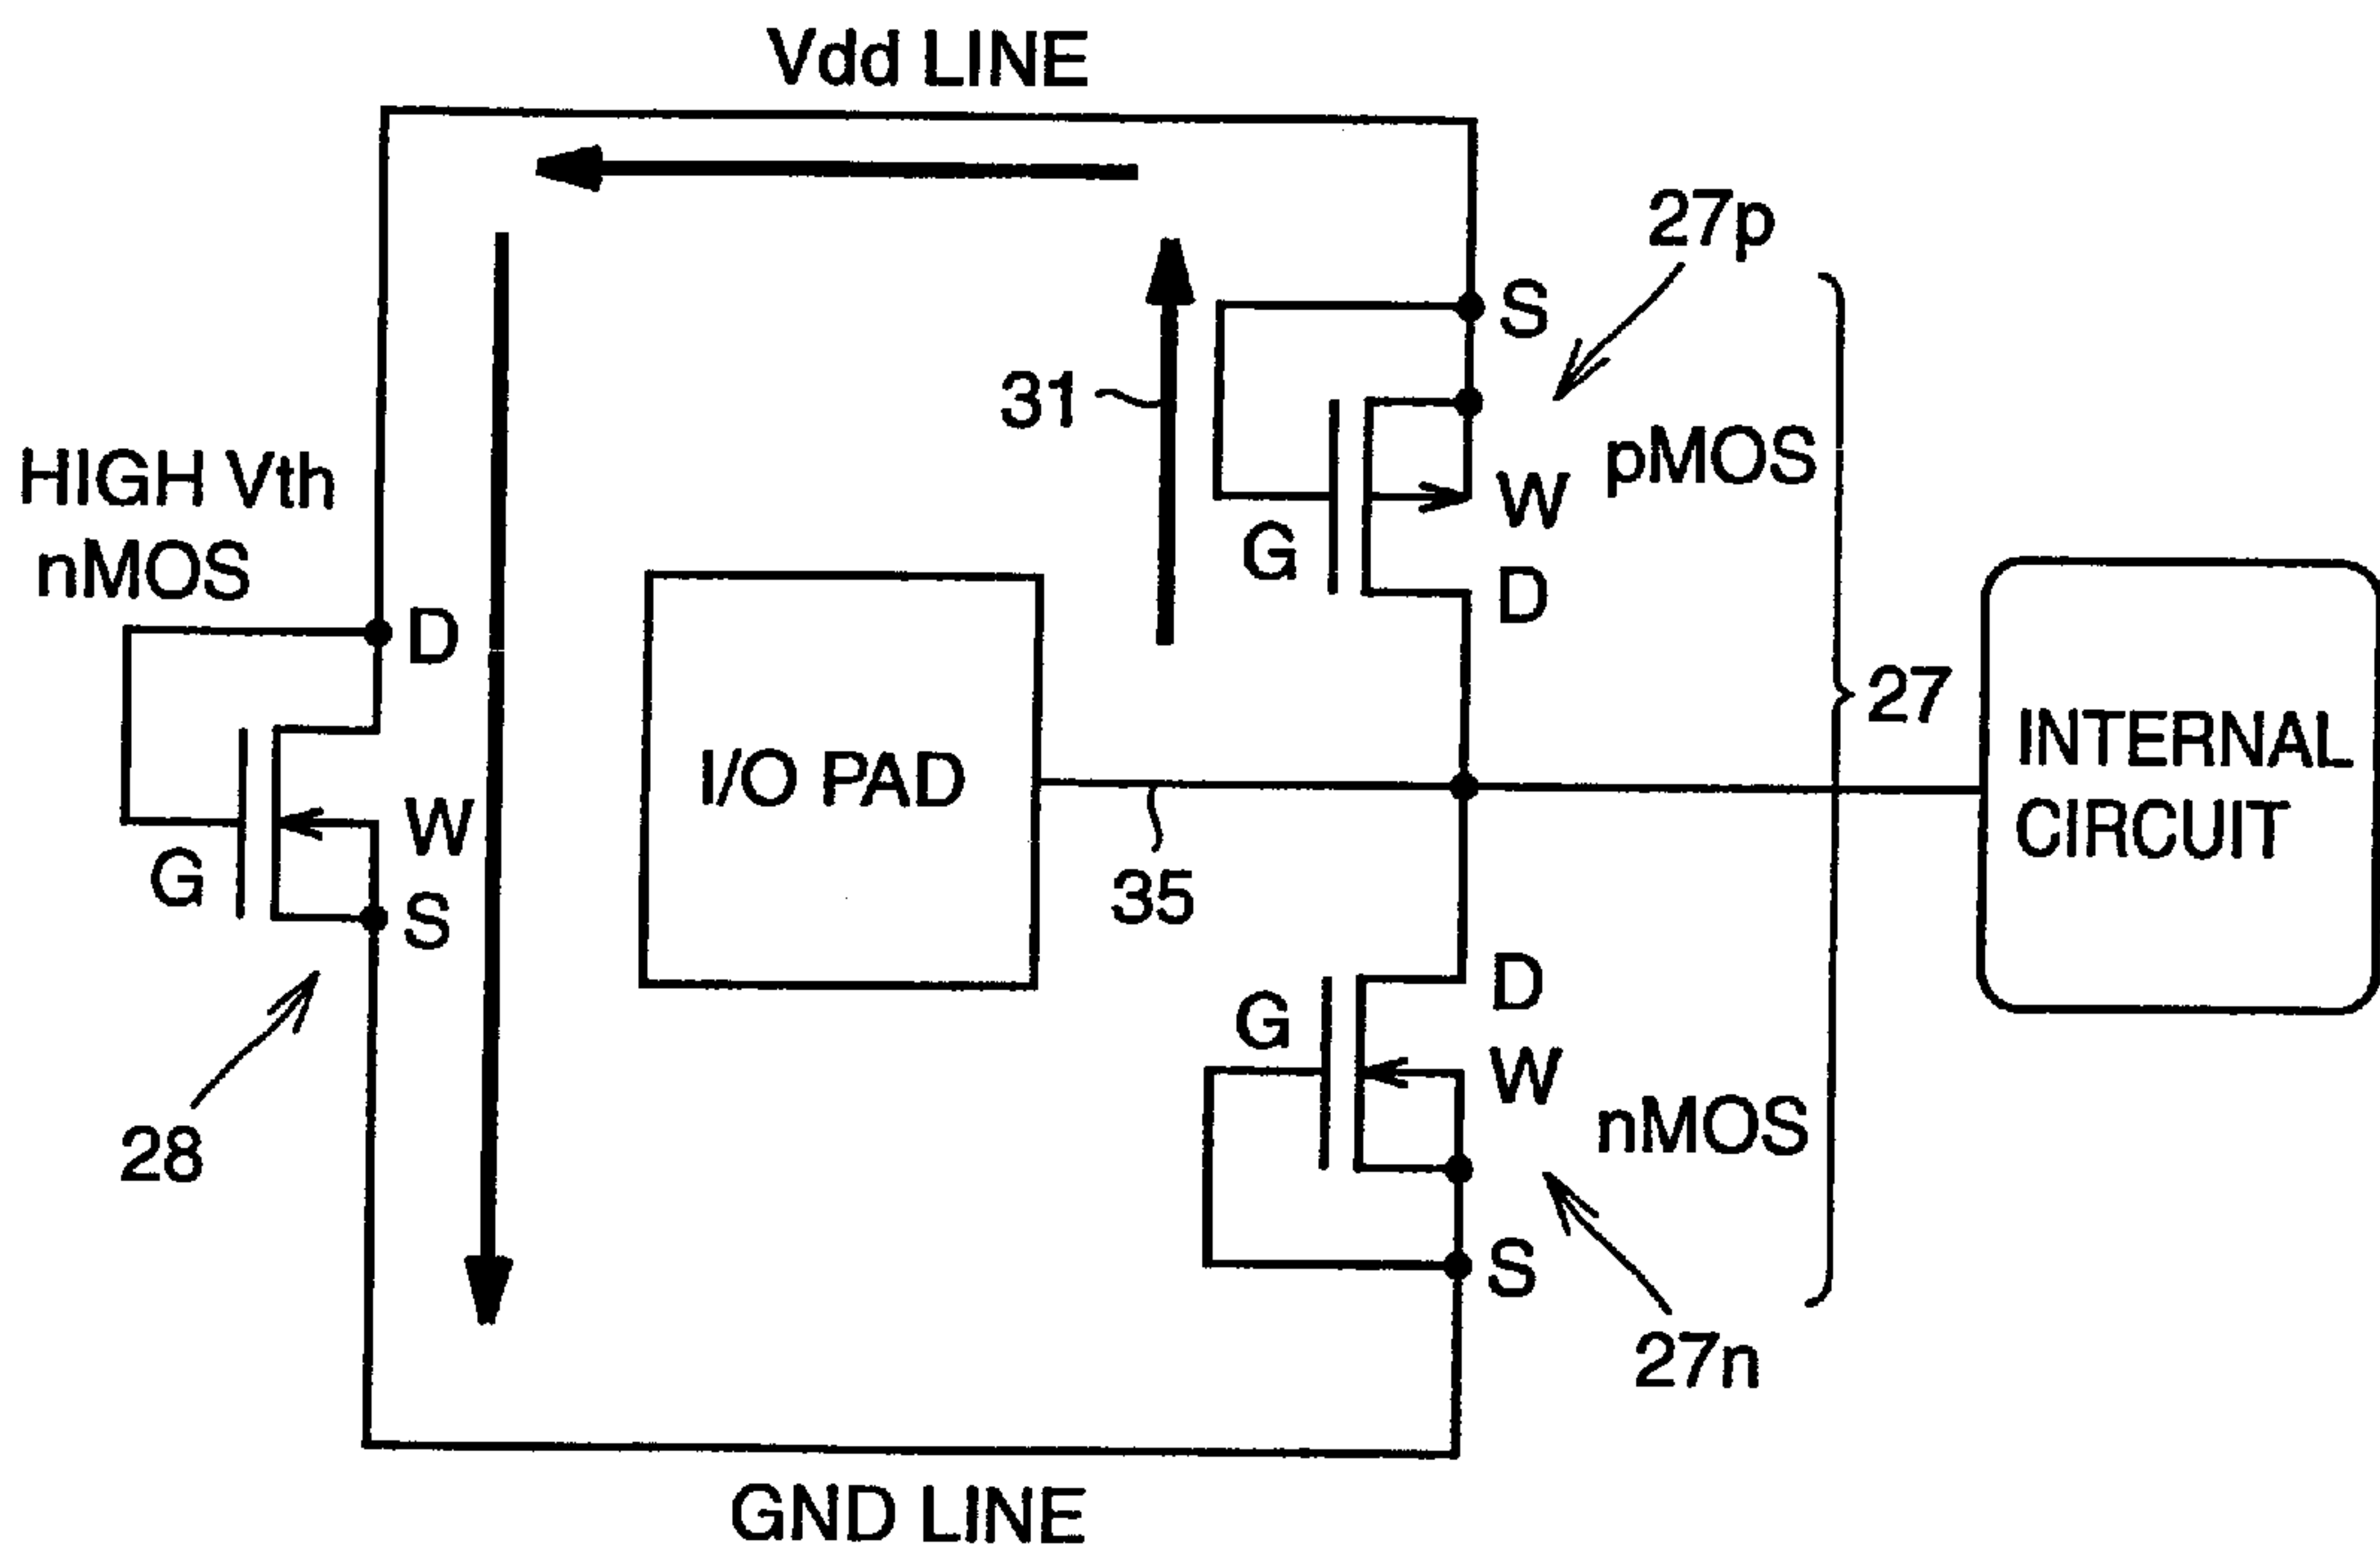 Vdd LINE
27p
S
31
pMOS
W
G
D
HIGH Vth
nMOS
D
27
I/O PAD
INTERNAL
CIRCUIT
W
G
S
35
D
G
W
nMOS
28
S
27n
GND LINE